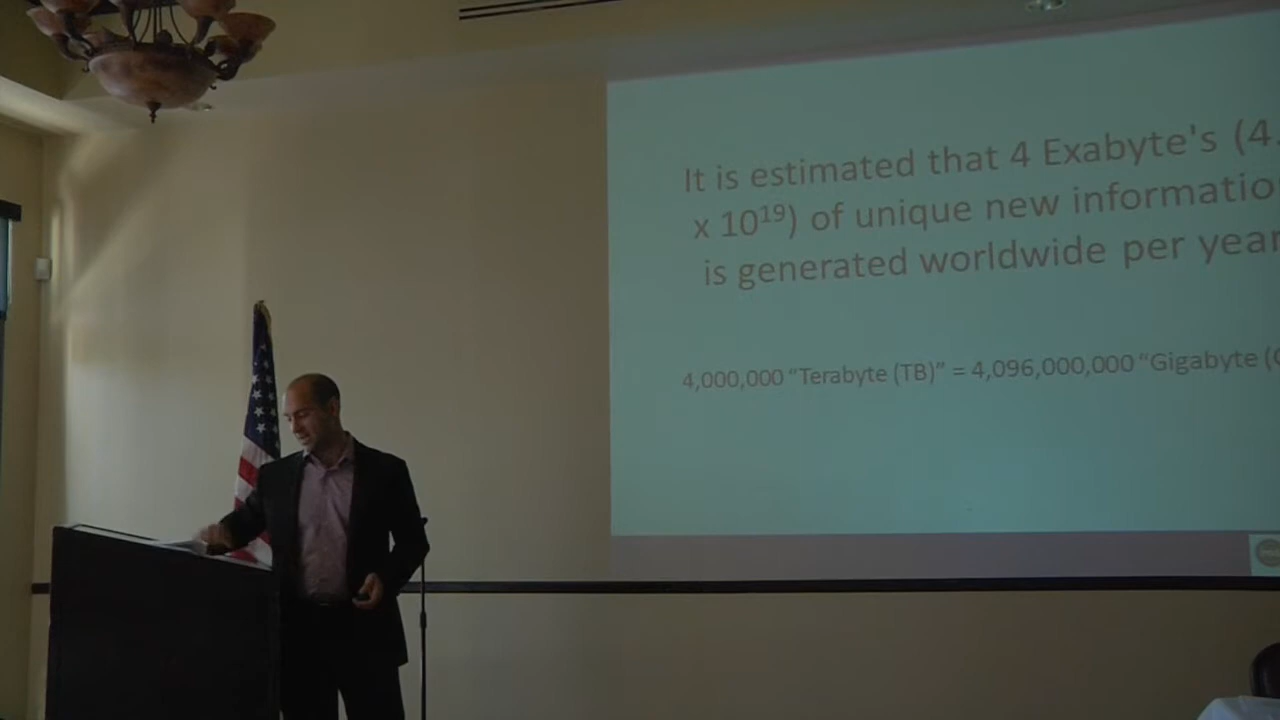 It is estimated that 4 Exabyte's (4.
x 10¹⁹) of unique new informatio
is generated worldwide per year
4,000,000 “Terabyte (TB)” = 4,096,000,000 “Gigabyte (G